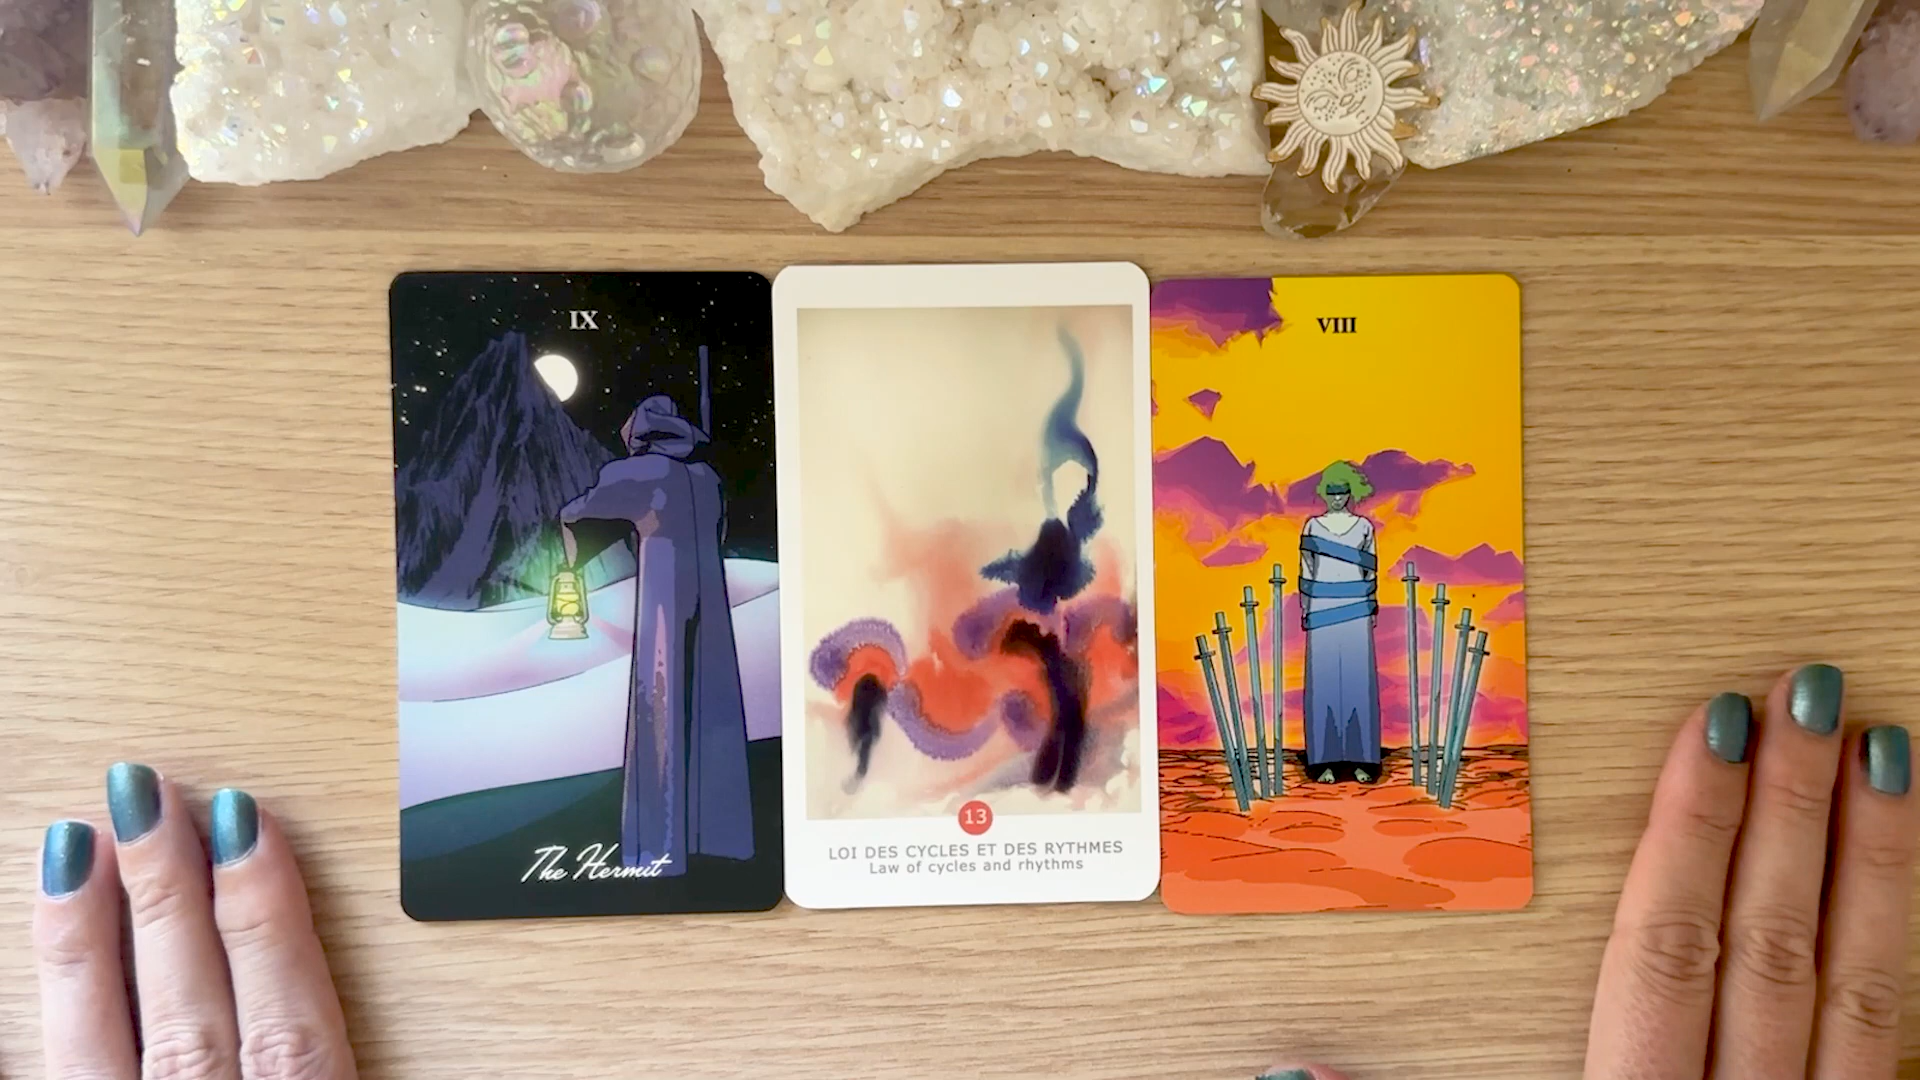 IX
The Hermit
13
LOI DES CYCLES ET DES RYTHMES
Law of cycles and rhythms
VIII